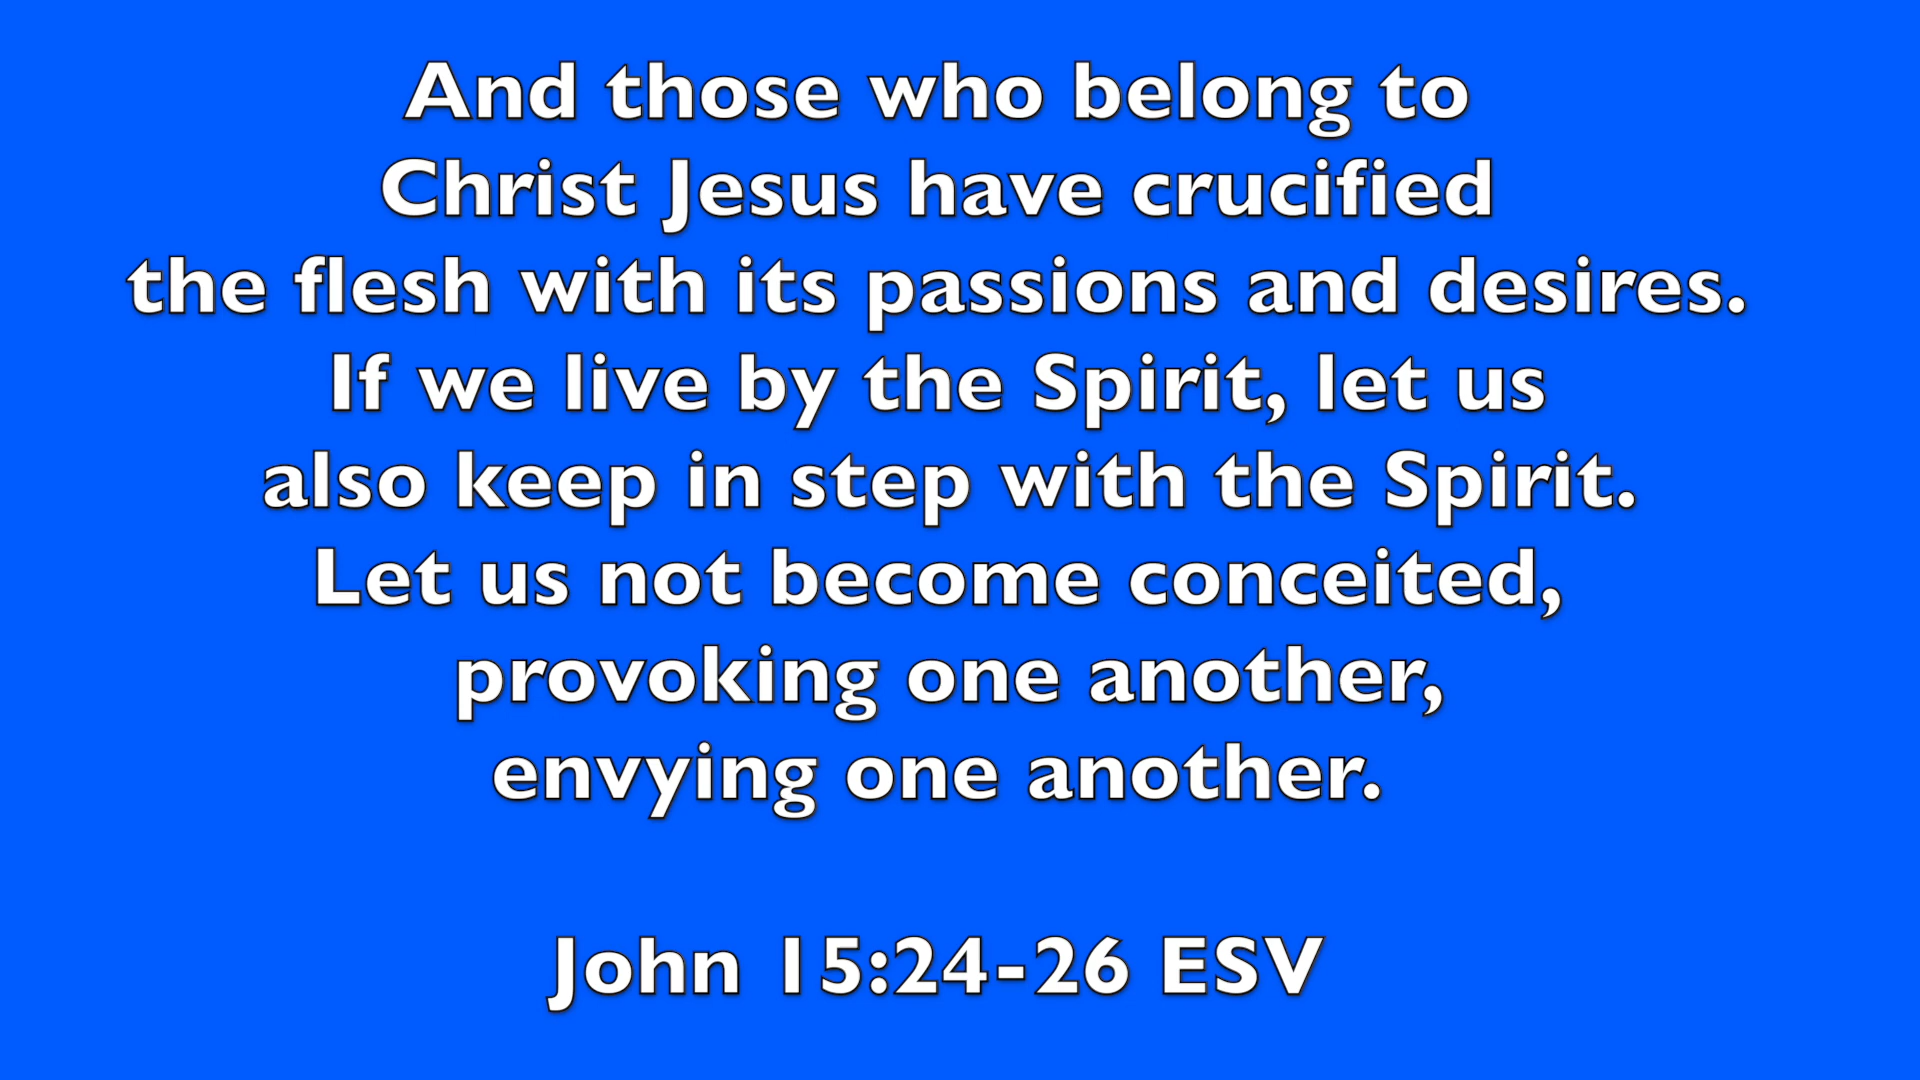 And those who belong to
Christ Jesus have crucified
the flesh with its passions and desires.
If we live by the Spirit, let us
also keep in step with the Spirit.
Let us not become conceited,
provoking one another,
envying one another.
John 15:24-26 ESV